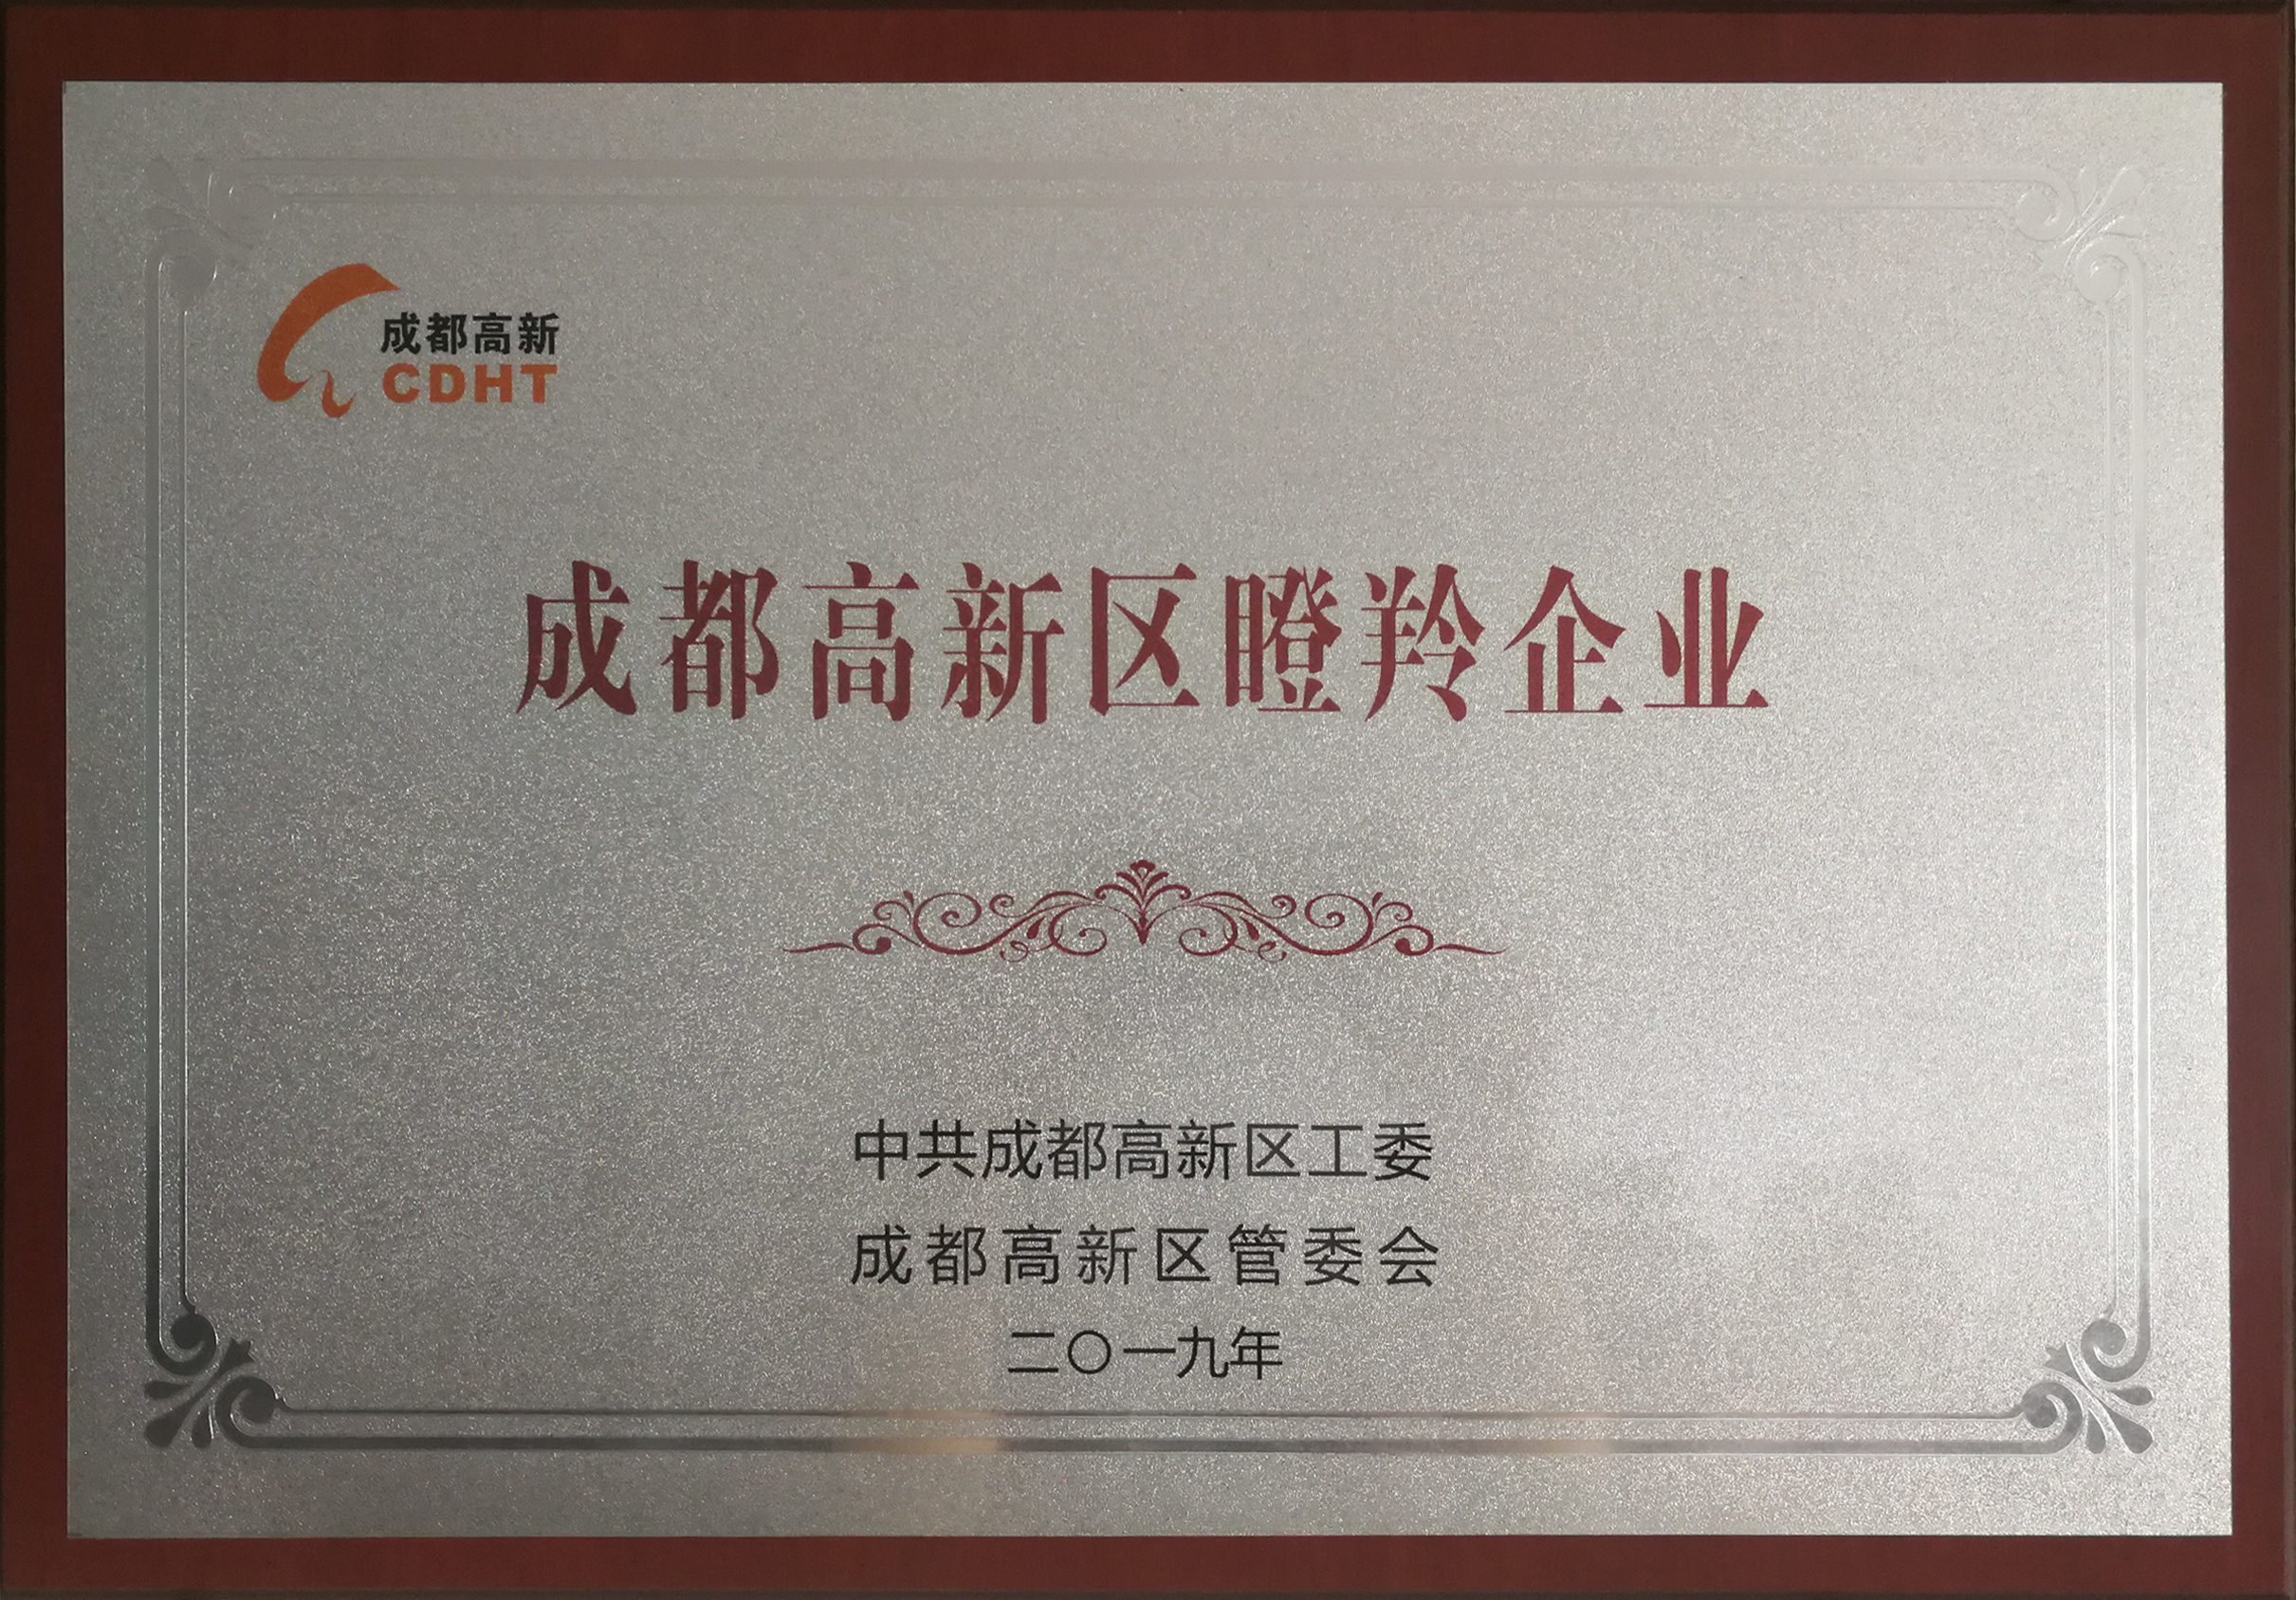 成都高新
CDHT
成都高新区瞪羚企业
中共成都高新区工委
成都高新区管委会
二〇一九年